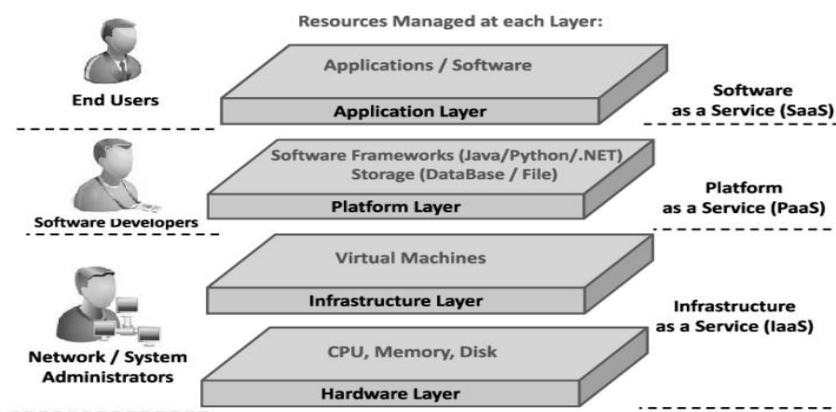 Resources Managed at each Layer:
Applications / Software
Application Layer
End Users
Software
as a Service (SaaS)
Software Frameworks (Java/Python/.NET)
Storage (DataBase / File)
Platform Layer
Software Developers
Platform
as a Service (PaaS)
Virtual Machines
Infrastructure Layer
Infrastructure
as a Service (IaaS)
Network / System
Administrators
CPU, Memory, Disk
Hardware Layer